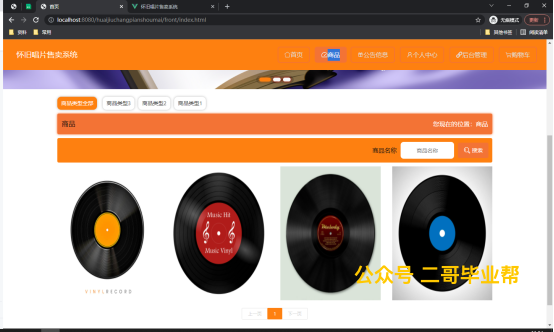 首页
怀旧唱片售卖系统
localhost:8080/huaijiuchangpianshoumai/front/index.html
无痕模式
更新
资料
常用
其他书签
阅读清单
怀旧唱片售卖系统
首页
商品
公告信息
个人中心
后台管理
购物车
商品类型全部
商品类型3
商品类型2
商品类型1
商品
您现在的位置：商品
商品名称
商品名称
搜索
VINYLRECORD
Music Hit
Music Vinyl
Melody
公众号 二哥毕业帮
上一页
1
下一页